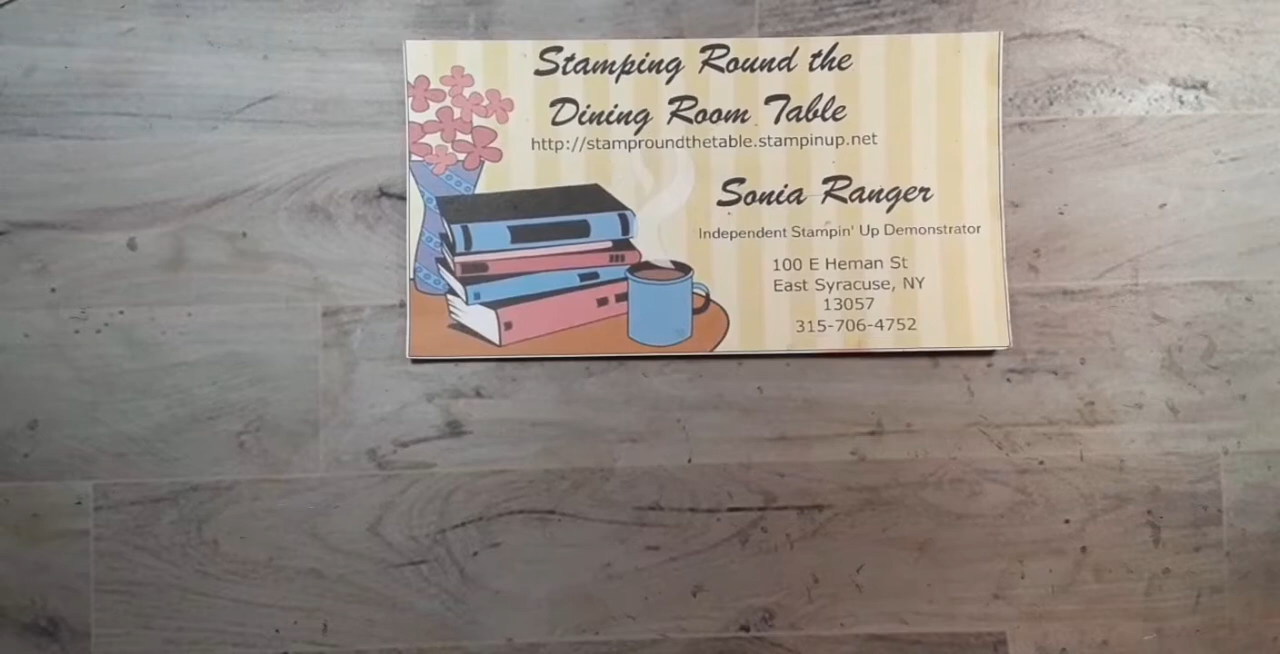 Stamping Round the
Dining Room Table
http://stamproundthetable.stampinup.net
Sonia Ranger
Independent Stampin' Up Demonstrator
100 E Heman St
East Syracuse, NY
13057
315-706-4752